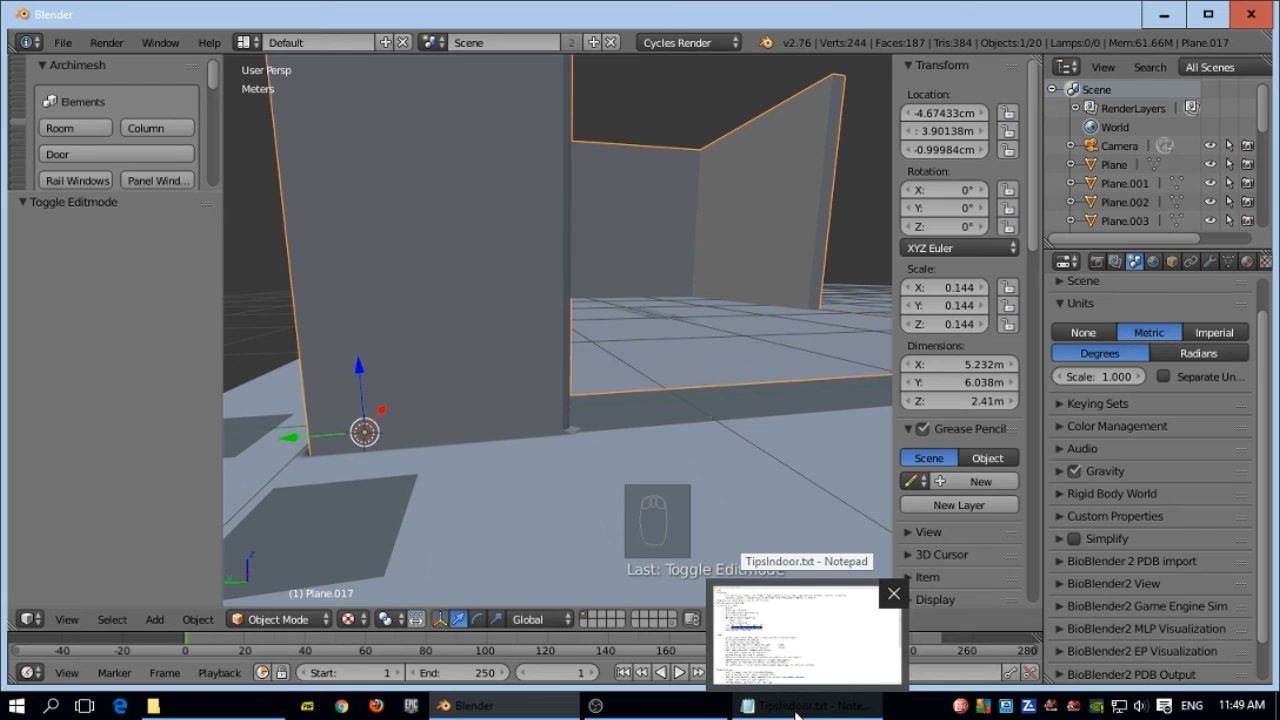 Blender
File Render Window Help Default Scene 2 Cycles Render v2.76 | Verts:244 | Faces:187 | Tris:384 | Objects:1/20 | Lamps:0/0 | Mem:61.66M | Plane.017
Archimesh
Elements
Room Column
Door
Rail Windows Panel Wind...
Toggle Editmode
User Persp
Meters
Last: Toggle Editmode
(1) Plane.017
Transform
Location:
-4.67433cm
: 3.90138m
-0.99984cm
Rotation:
X: 0°
Y: 0°
Z: 0°
XYZ Euler
Scale:
X: 0.144
Y: 0.144
Z: 0.144
Dimensions:
X: 5.232m
Y: 6.038m
Z: 2.41m
Grease Pencil
Scene Object
New
New Layer
View
3D Cursor
Item
Display
View Search All Scenes
Scene
RenderLayers
World
Camera
Plane
Plane.001
Plane.002
Plane.003
Scene
Units
None Metric Imperial
Degrees Radians
Scale: 1.000 Separate Un...
Keying Sets
Color Management
Audio
Gravity
Rigid Body World
Custom Properties
Simplify
BioBlender 2 PDB import
BioBlender2 View
BioBlender2 Game Engine Sim
BioBlender2 MLP Visualization
View Select Add Object Object Mode Global
-20 0 20 40 60 80 100 120 140 160 260 280
View Marker Frame Playback Start: 1 End: 250 1
TipsIndoor.txt - Notepad
Blender TipsIndoor.txt - Note... ENG 11:49 AM